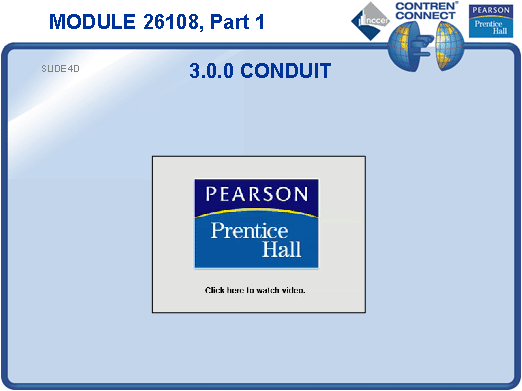 MODULE 26108, Part 1
nccer
CONTREN®
CONNECT
PEARSON
Prentice
Hall
SLIDE 4D
3.0.0 CONDUIT
PEARSON
Prentice
Hall
Click here to watch video.